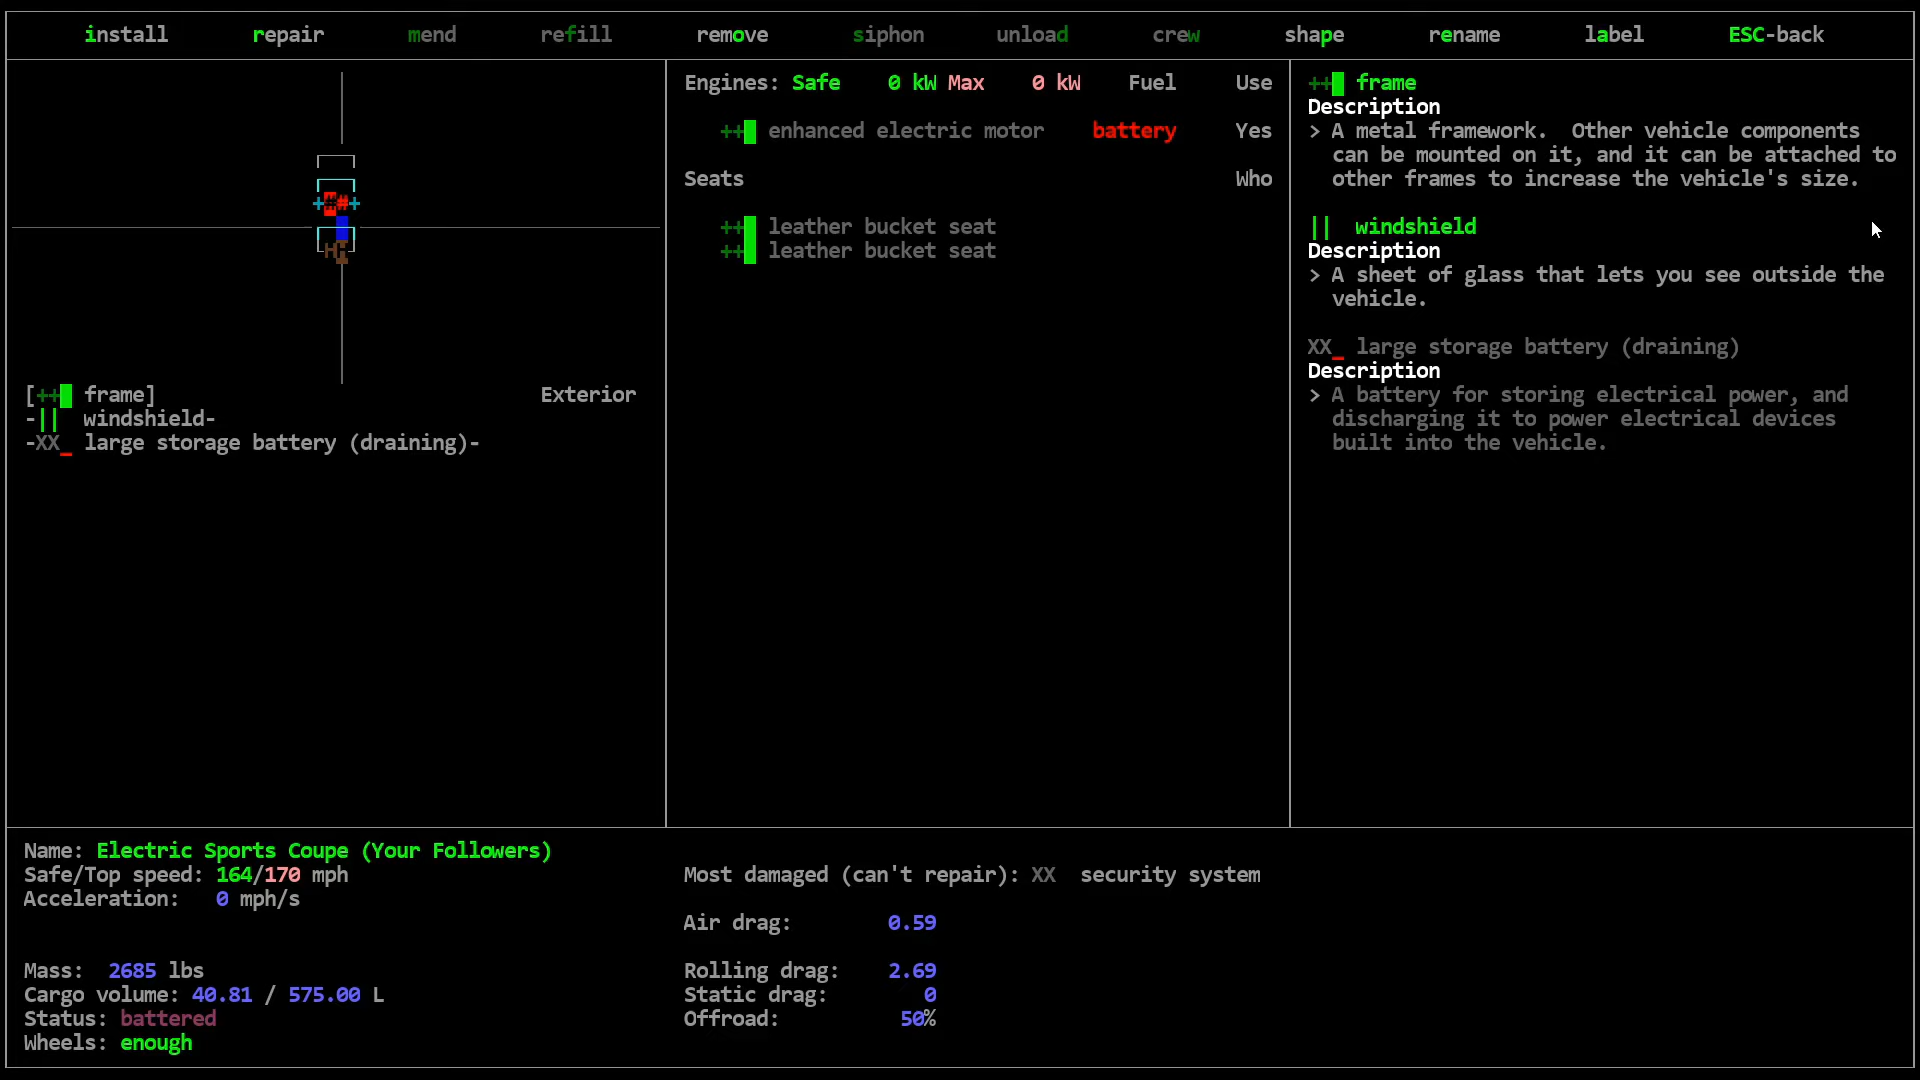 install repair mend refill remove siphon unload crew shape rename label ESC-back
Engines: Safe 0 kW Max 0 kW Fuel Use
++ enhanced electric motor battery Yes
Seats Who
++ leather bucket seat
++ leather bucket seat
[++ frame] Exterior
-|| windshield-
-XX_ large storage battery (draining)-
++ frame
Description
> A metal framework.  Other vehicle components
can be mounted on it, and it can be attached to
other frames to increase the vehicle's size.
|| windshield
Description
> A sheet of glass that lets you see outside the
vehicle.
XX_ large storage battery (draining)
Description
> A battery for storing electrical power, and
discharging it to power electrical devices
built into the vehicle.
Name: Electric Sports Coupe (Your Followers)
Safe/Top speed: 164/170 mph
Acceleration: 0 mph/s
Mass: 2685 lbs
Cargo volume: 40.81 / 575.00 L
Status: battered
Wheels: enough
Most damaged (can't repair): XX security system
Air drag: 0.59
Rolling drag: 2.69
Static drag: 0
Offroad: 50%